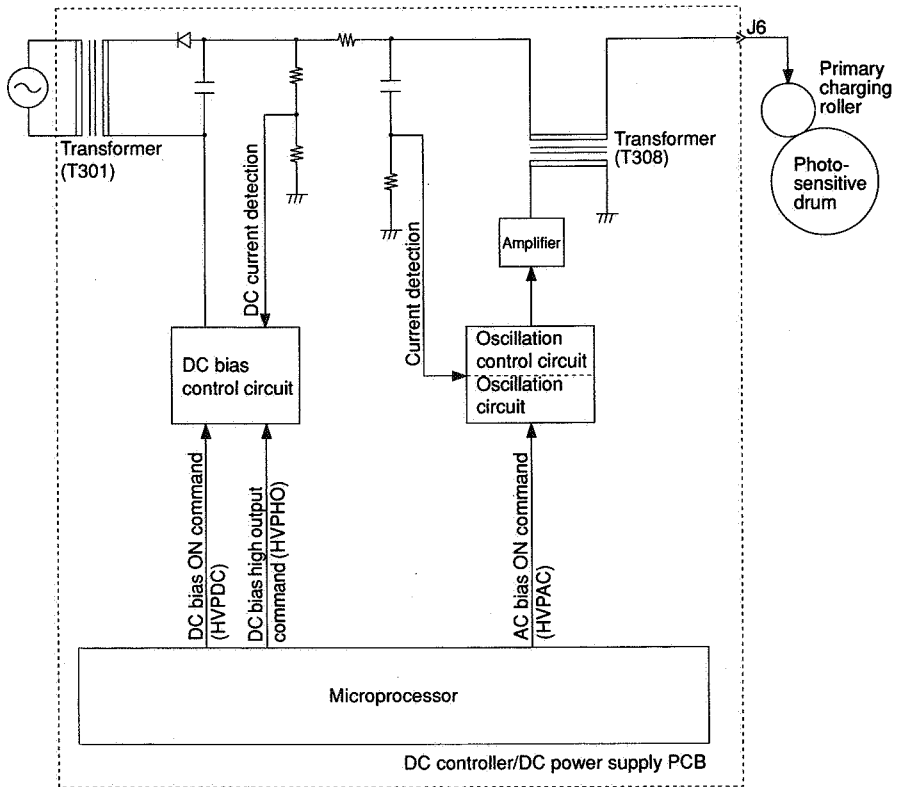 J6
Primary
charging
roller
Photo-
sensitive
drum
Transformer
(T301)
Transformer
(T308)
DC current detection
Current detection
Amplifier
DC bias
control circuit
Oscillation
control circuit
Oscillation
circuit
DC bias ON command
(HVPDC)
DC bias high output
command (HVPHO)
AC bias ON command
(HVPAC)
Microprocessor
DC controller/DC power supply PCB